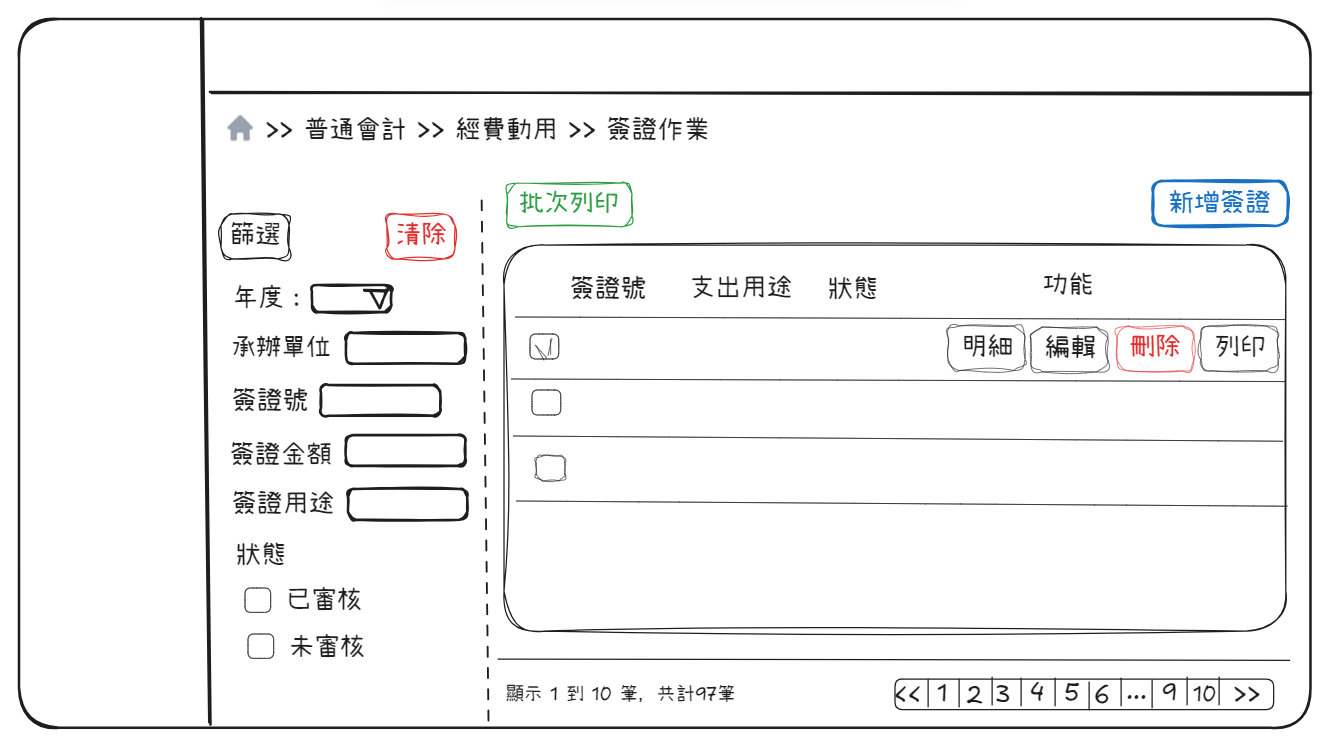 >> 普通會計 >> 經費動用 >> 簽證作業
篩選 清除
年度：
承辦單位
簽證號
簽證金額
簽證用途
狀態
已審核
未審核
批次列印 新增簽證
簽證號 支出用途 狀態 功能
明細 編輯 刪除 列印
顯示 1 到 10 筆, 共計97筆
<< 1 2 3 4 5 6 ... 9 10 >>